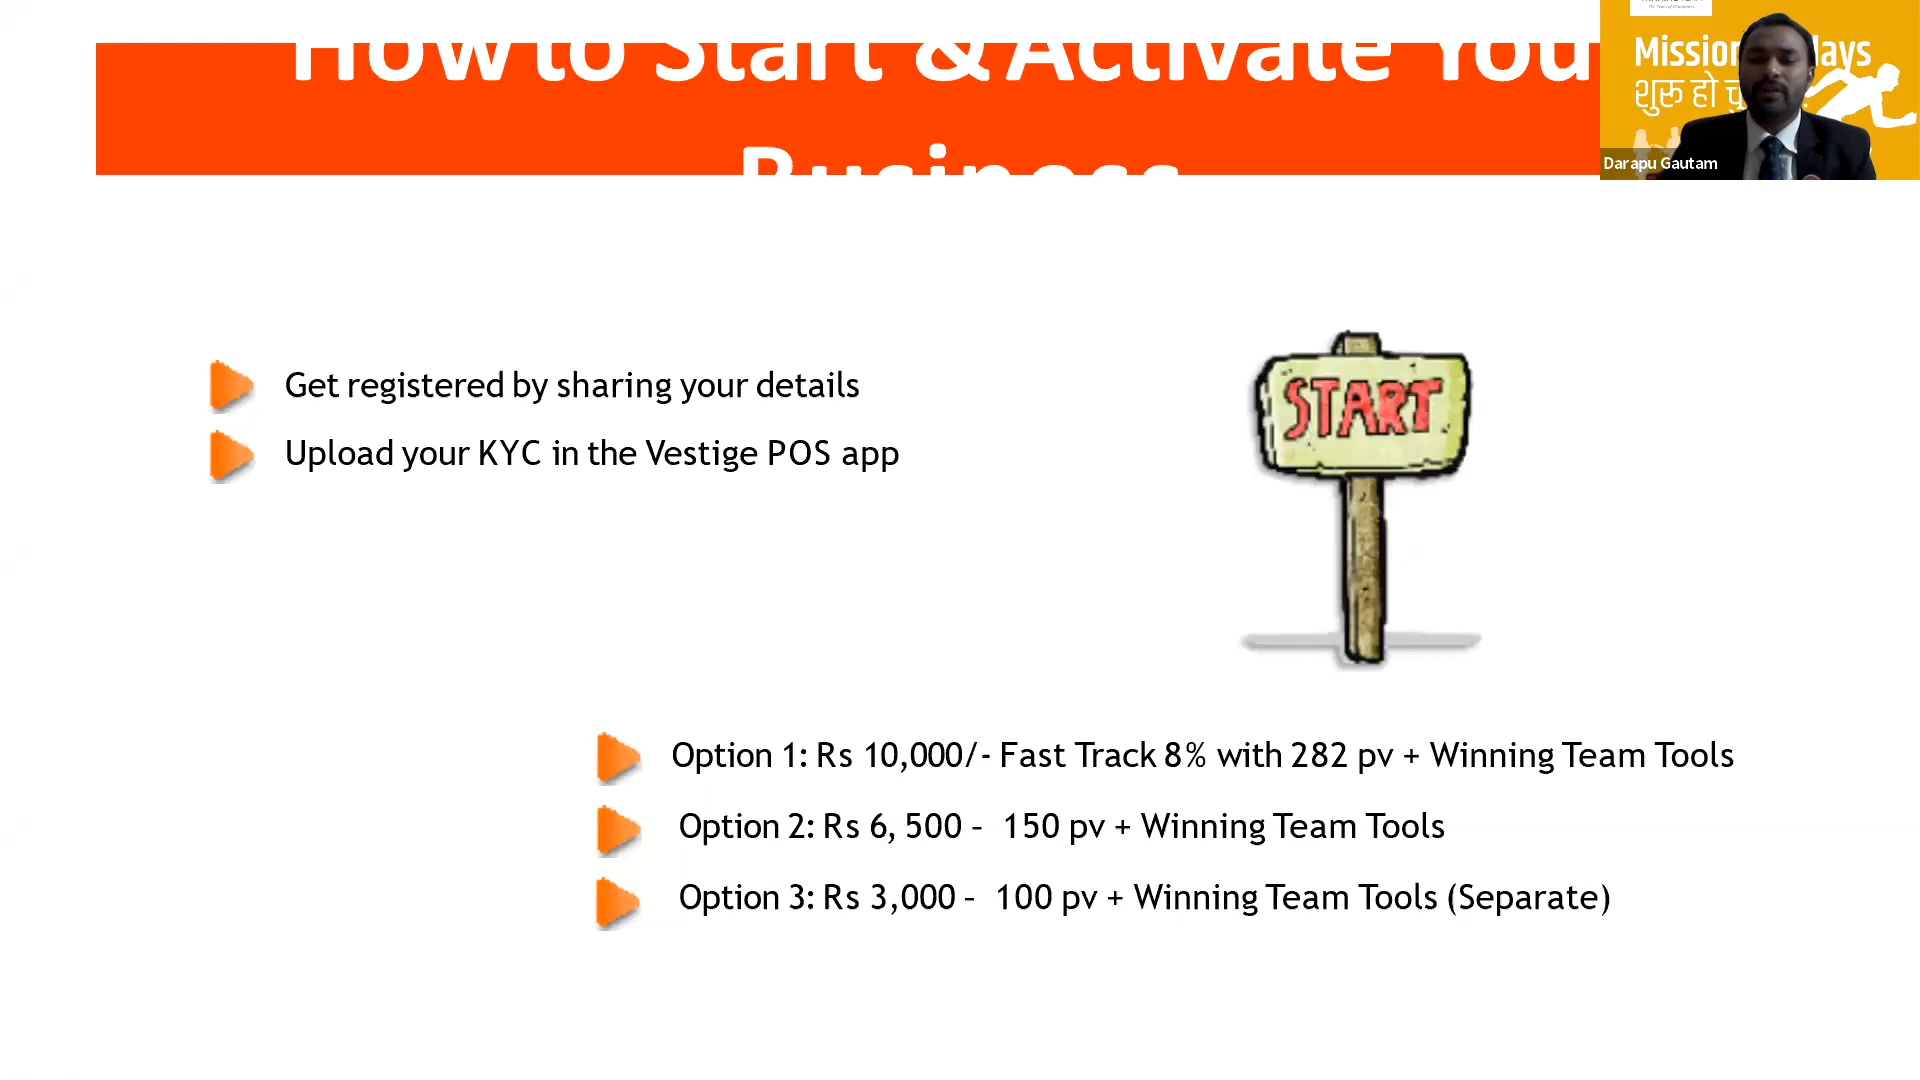 How to Start & Activate You
Business
Mission
days
शुरू हो
Darapu Gautam
Get registered by sharing your details
Upload your KYC in the Vestige POS app
START
Option 1: Rs 10,000/- Fast Track 8% with 282 pv + Winning Team Tools
Option 2: Rs 6, 500 – 150 pv + Winning Team Tools
Option 3: Rs 3,000 – 100 pv + Winning Team Tools (Separate)